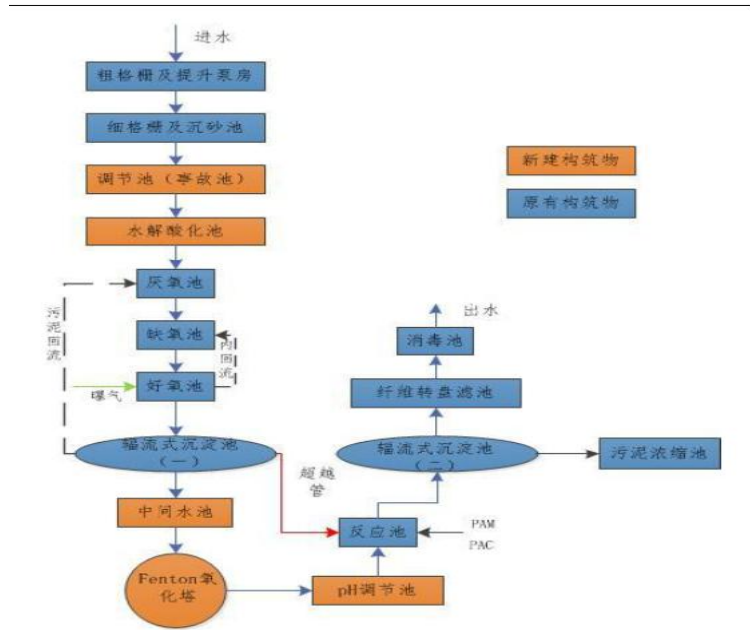 进水
粗格栅及提升泵房
细格栅及沉砂池
调节池（事故池）
水解酸化池
厌氧池
缺氧池
好氧池
曝气
污泥回流
内回流
辐流式沉淀池
（一）
中间水池
Fenton氧
化塔
pH调节池
超越
管
反应池
PAM
PAC
辐流式沉淀池
（二）
污泥浓缩池
纤维转盘滤池
消毒池
出水
新建构筑物
原有构筑物